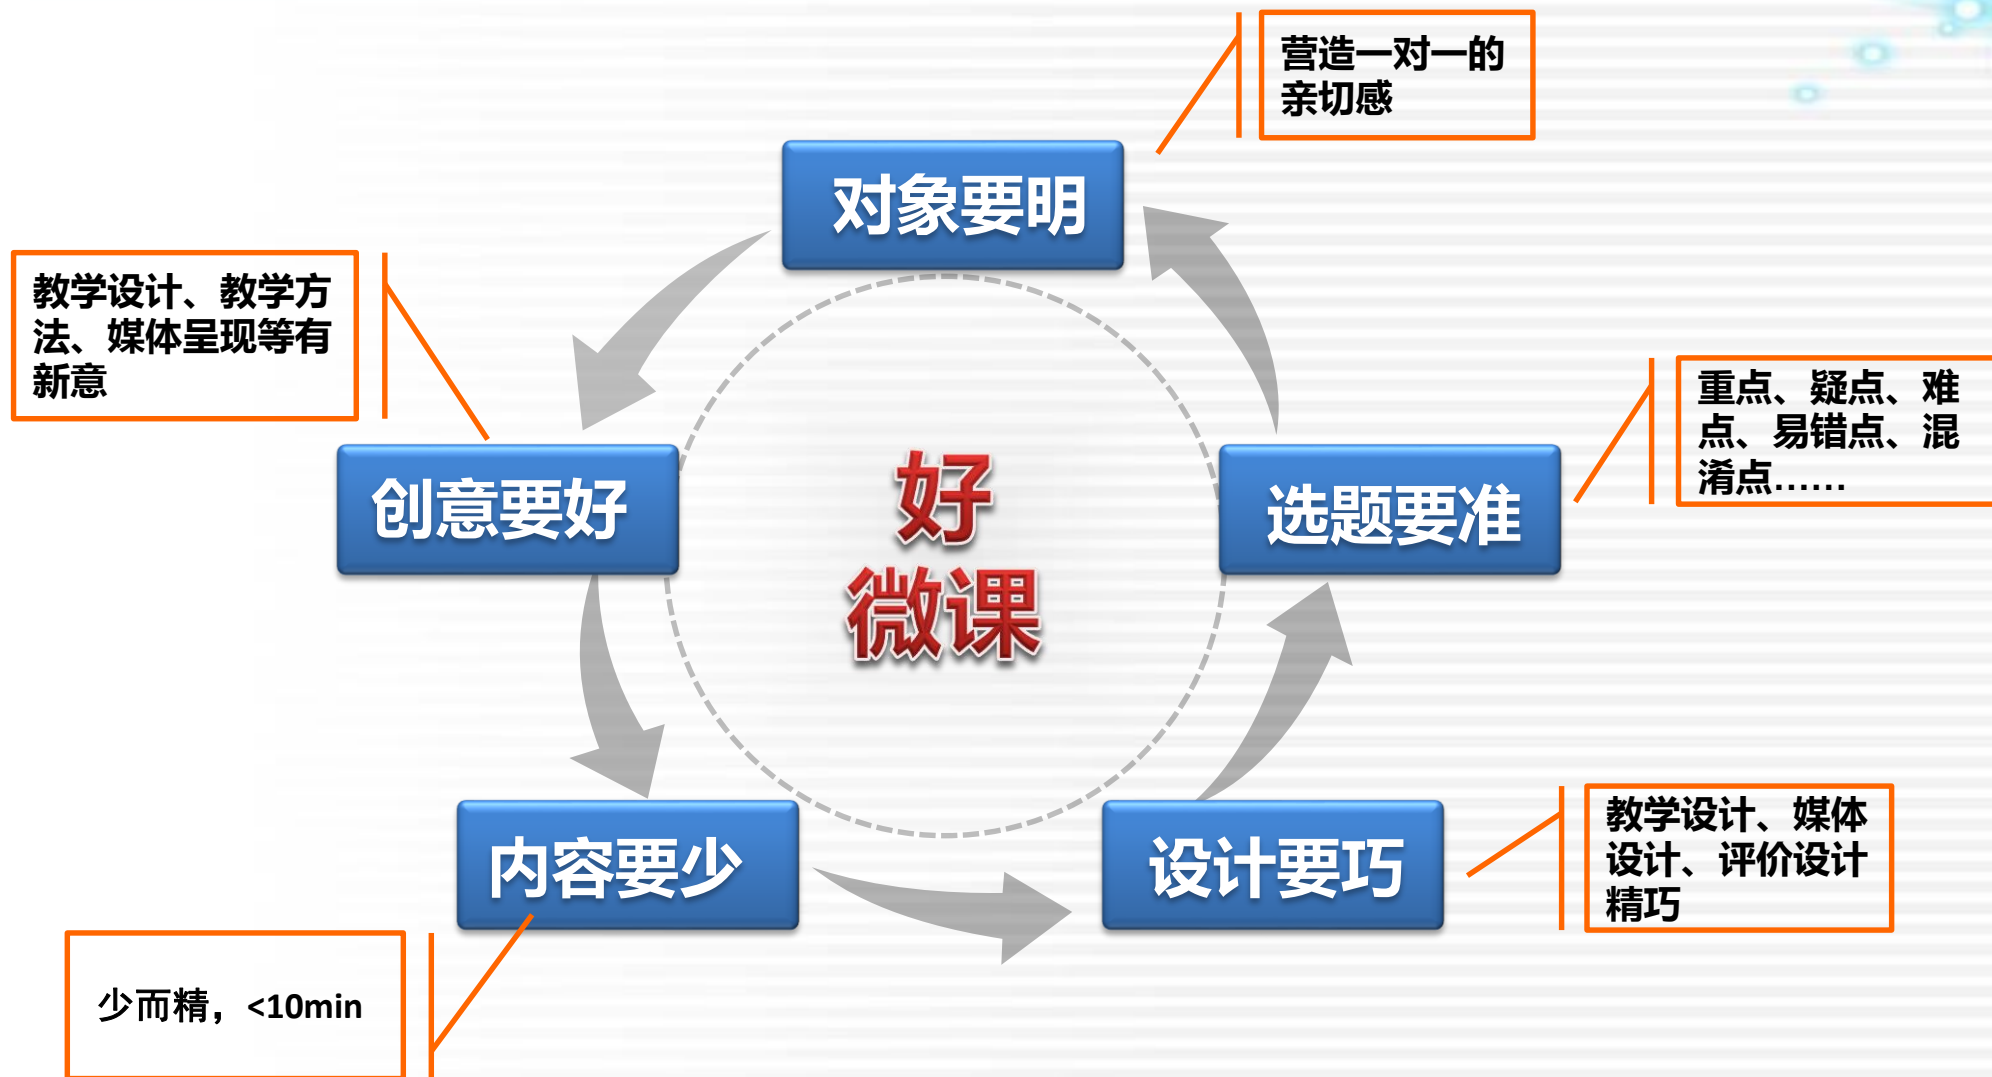 营造一对一的
亲切感
对象要明
教学设计、教学方
法、媒体呈现等有
新意
重点、疑点、难
点、易错点、混
淆点……
创意要好
好
微课
选题要准
内容要少
设计要巧
教学设计、媒体
设计、评价设计
精巧
少而精，<10min